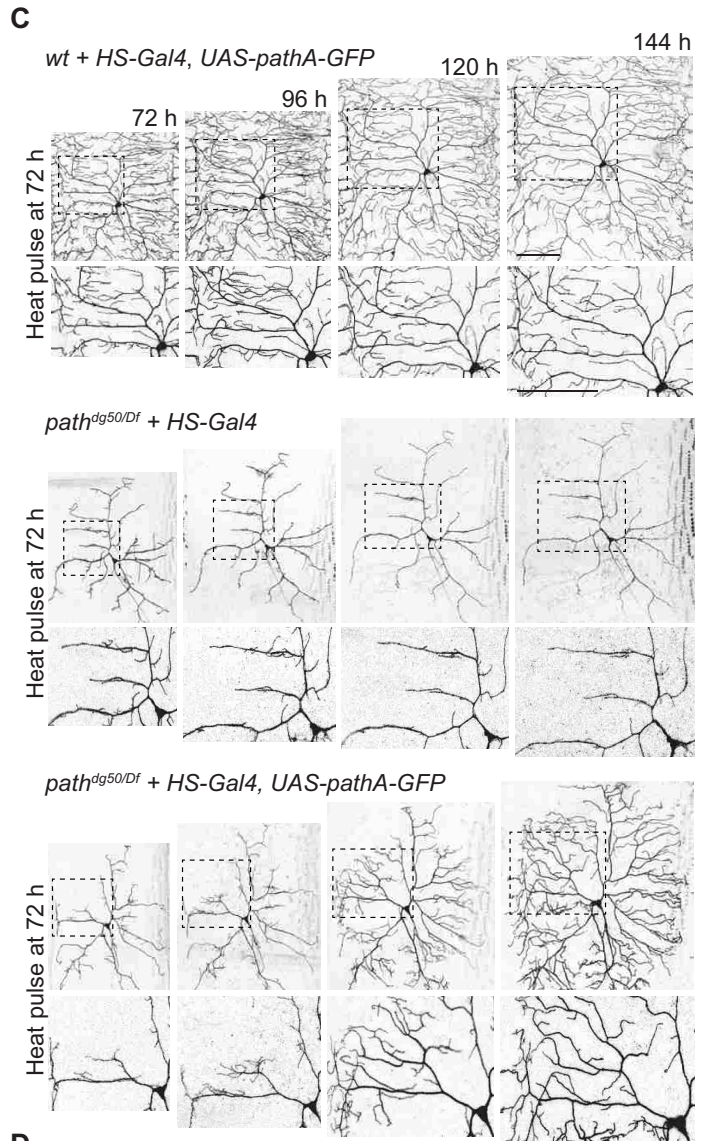 C
wt + HS-Gal4, UAS-pathA-GFP
72 h
96 h
120 h
144 h
Heat pulse at 72 h
path^dg50/Df + HS-Gal4
Heat pulse at 72 h
path^dg50/Df + HS-Gal4, UAS-pathA-GFP
Heat pulse at 72 h